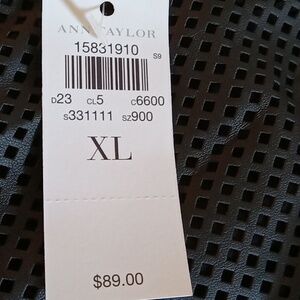 ANN TAYLOR
15831910
S9
D23 CL5 C6600
S331111 SZ900
XL
$89.00